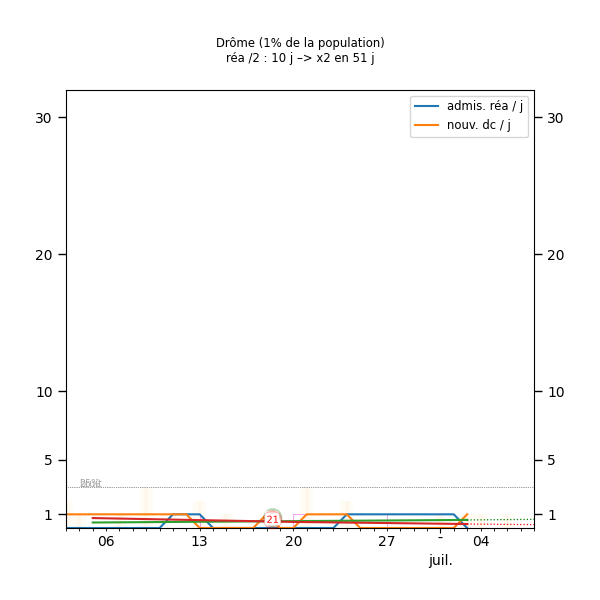 Drôme (1% de la population)
réa /2 : 10 j –> x2 en 51 j
admis. réa / j
nouv. dc / j
30 30
20 20
10 10
5 5
1 1
21
06 13 20 27 - 04
juil.